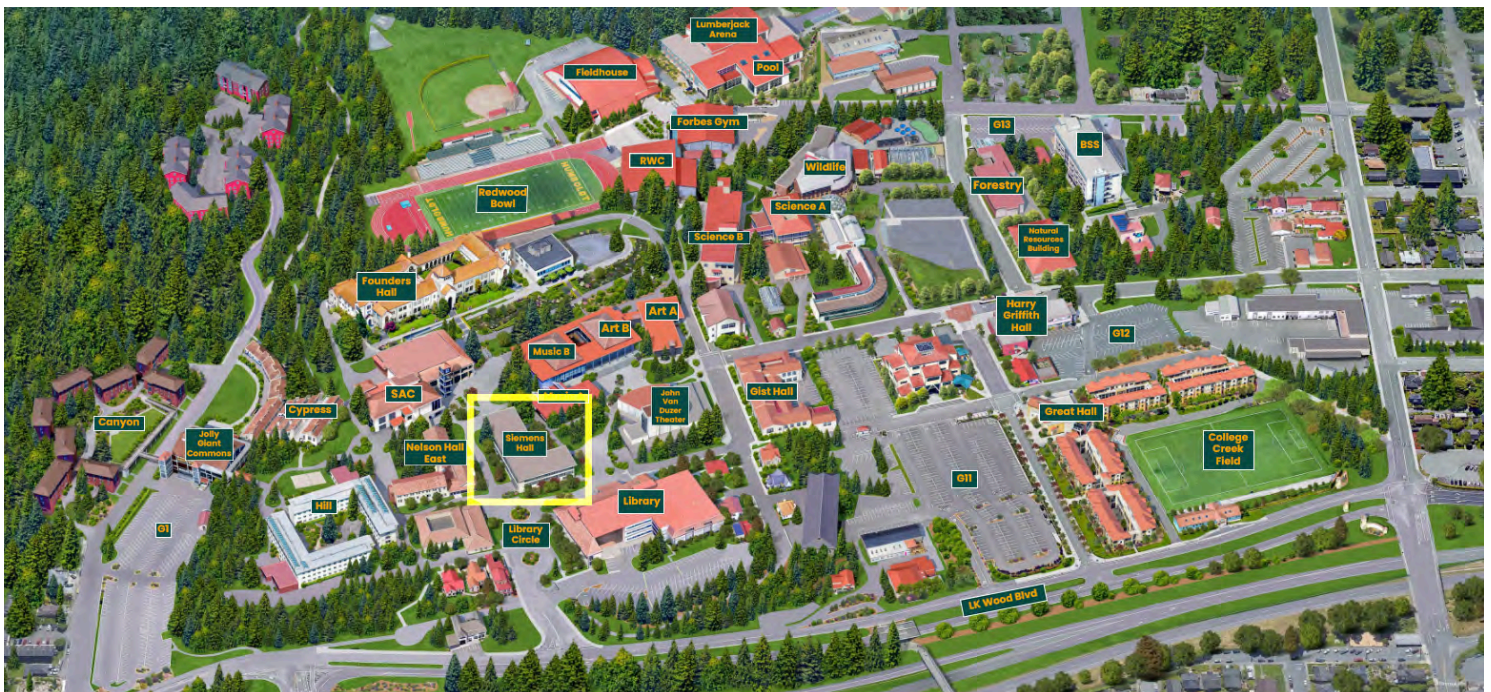 Lumberjack
Arena
Pool
Fieldhouse
Forbes Gym
G13
BSS
RWC
Wildlife
HUMBOLDT
Redwood
Bowl
HUMBOLDT
Forestry
Science A
Science B
Natural
Resources
Building
Founders
Hall
Art A
Art B
Music B
Harry
Griffith
Hall
G12
SAC
Gist Hall
John
Van
Duzer
Theater
Cypress
Canyon
Jolly
Giant
Commons
Great Hall
Nelson Hall
East
Siemens
Hall
College
Creek
Field
G11
Library
Hill
G1
Library
Circle
LK Wood Blvd